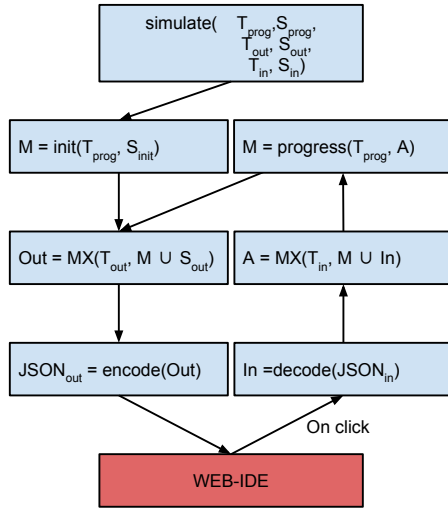 simulate( T_prog,S_prog,
T_out, S_out,
T_in, S_in)
M = init(T_prog, S_init)
M = progress(T_prog, A)
Out = MX(T_out, M ∪ S_out)
A = MX(T_in, M ∪ In)
JSON_out = encode(Out)
In =decode(JSON_in)
On click
WEB-IDE